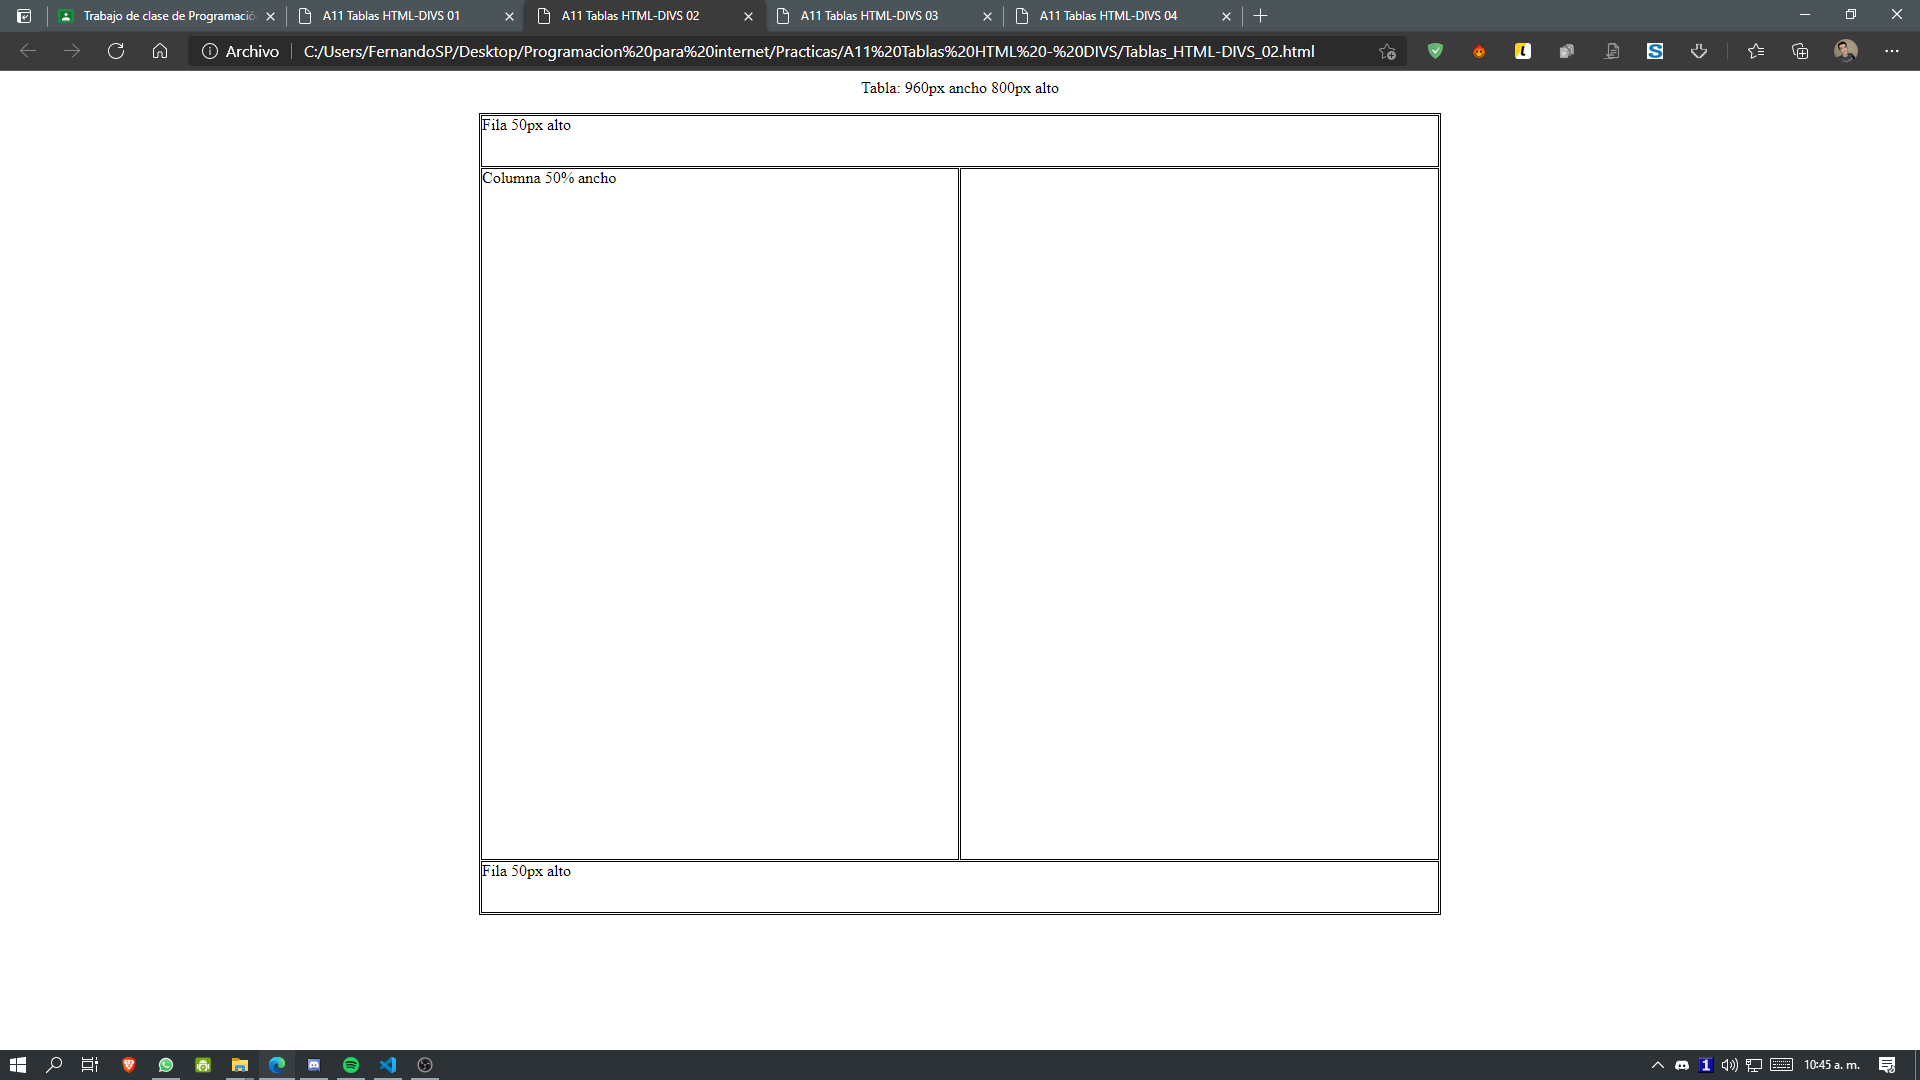 Trabajo de clase de Programació
A11 Tablas HTML-DIVS 01
A11 Tablas HTML-DIVS 02
A11 Tablas HTML-DIVS 03
A11 Tablas HTML-DIVS 04
Archivo
C:/Users/FernandoSP/Desktop/Programacion%20para%20internet/Practicas/A11%20Tablas%20HTML%20-%20DIVS/Tablas_HTML-DIVS_02.html
Tabla: 960px ancho 800px alto
Fila 50px alto
Columna 50% ancho
Fila 50px alto
1
10:45 a. m.